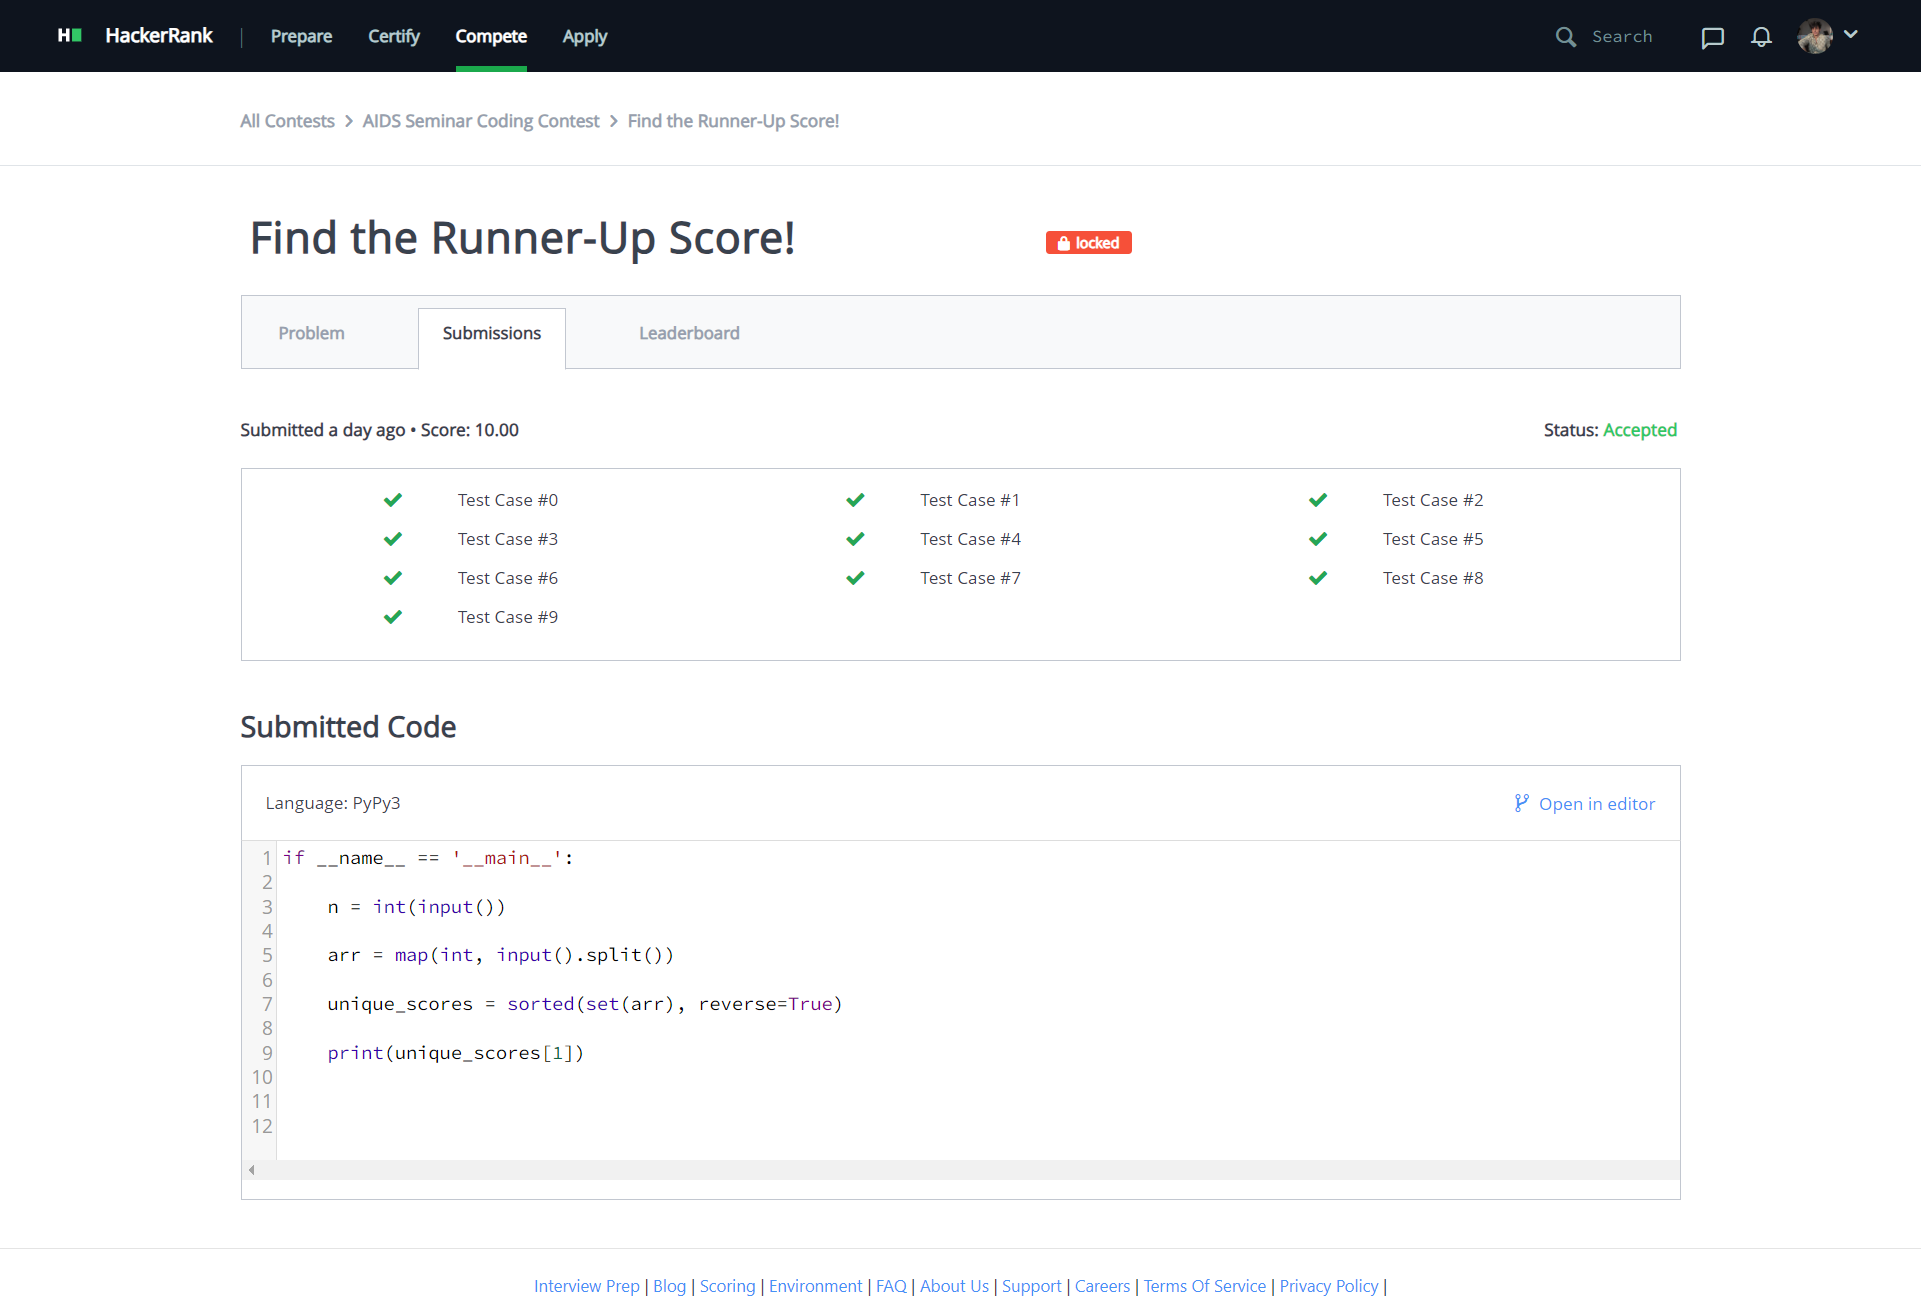 H HackerRank | Prepare Certify Compete Apply Search
All Contests > AIDS Seminar Coding Contest > Find the Runner-Up Score!
Find the Runner-Up Score! locked
Problem Submissions Leaderboard
Submitted a day ago • Score: 10.00 Status: Accepted
Test Case #0 Test Case #1 Test Case #2
Test Case #3 Test Case #4 Test Case #5
Test Case #6 Test Case #7 Test Case #8
Test Case #9
Submitted Code
Language: PyPy3 Open in editor
1 if __name__ == '__main__':
2
3 n = int(input())
4
5 arr = map(int, input().split())
6
7 unique_scores = sorted(set(arr), reverse=True)
8
9 print(unique_scores[1])
10
11
12
Interview Prep | Blog | Scoring | Environment | FAQ | About Us | Support | Careers | Terms Of Service | Privacy Policy |